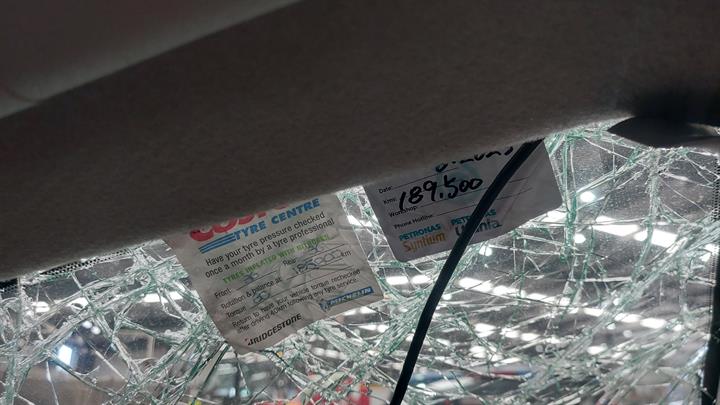 TYRE CENTRE
Have your tyre pressure checked
once a month by a tyre professional
TYRES INFLATED WITH NITROGEN
Front
Rear
Rotation & balance at
km
Torque
Return to have your vehicle torque rechecked
after driving 40km following any tyre service.
BRIDGESTONE
MICHELIN
Date:
Kms: 189.500
Workshop:
Phone Hotline:
PETRONAS
Syntium
PETRONAS